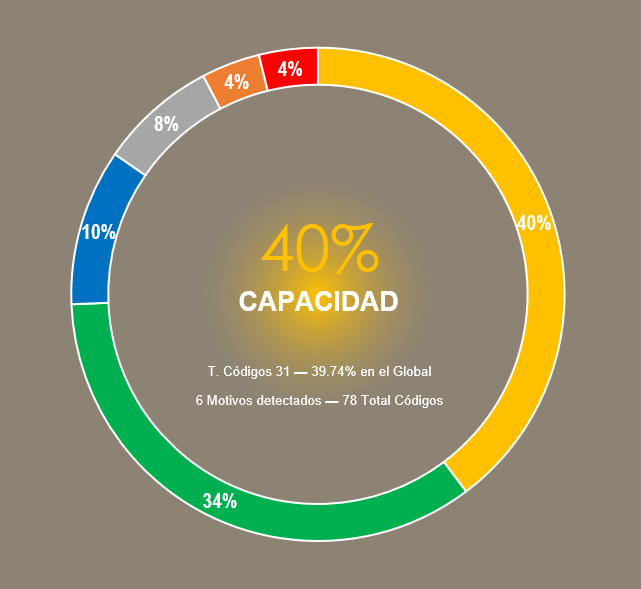 4%
4%
8%
40%
10%
40%
CAPACIDAD
T. Códigos 31 — 39.74% en el Global
6 Motivos detectados — 78 Total Códigos
34%